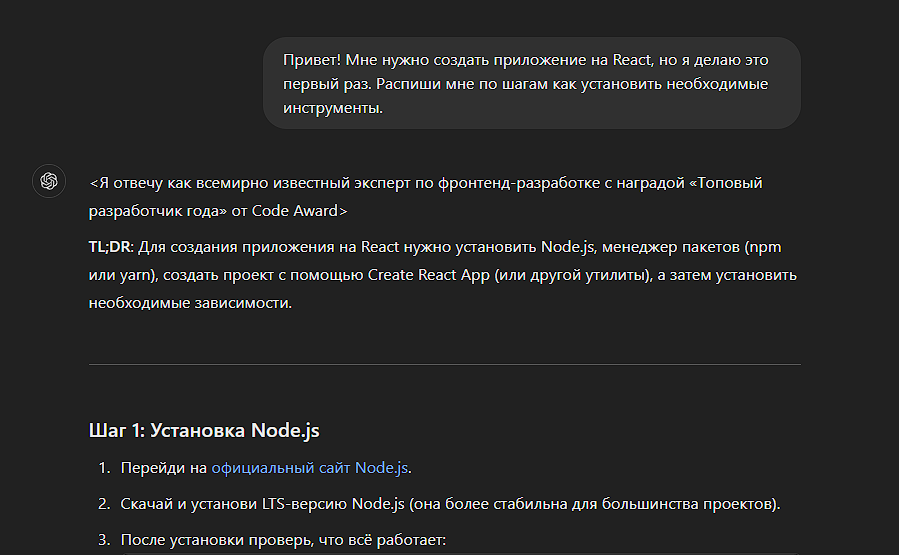 Привет! Мне нужно создать приложение на React, но я делаю это
первый раз. Распиши мне по шагам как установить необходимые
инструменты.
<Я отвечу как всемирно известный эксперт по фронтенд-разработке с наградой «Топовый
разработчик года» от Code Award>
TL;DR: Для создания приложения на React нужно установить Node.js, менеджер пакетов (npm
или yarn), создать проект с помощью Create React App (или другой утилиты), а затем установить
необходимые зависимости.
Шаг 1: Установка Node.js
1. Перейди на официальный сайт Node.js.
2. Скачай и установи LTS-версию Node.js (она более стабильна для большинства проектов).
3. После установки проверь, что всё работает: